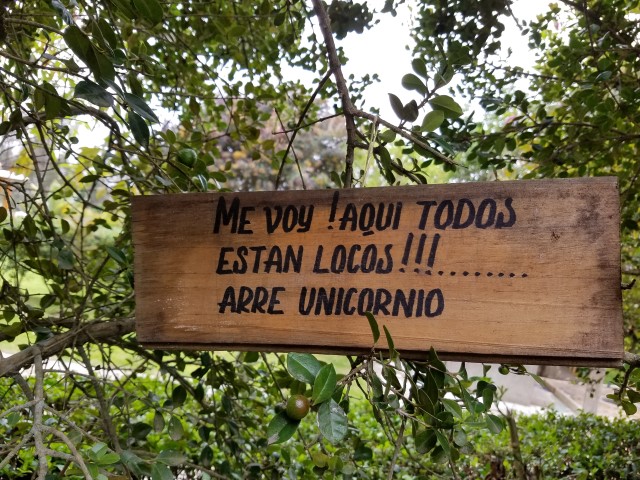 ME VOY !AQUI TODOS
ESTAN LOCOS!!!.........
ARRE UNICORNIO